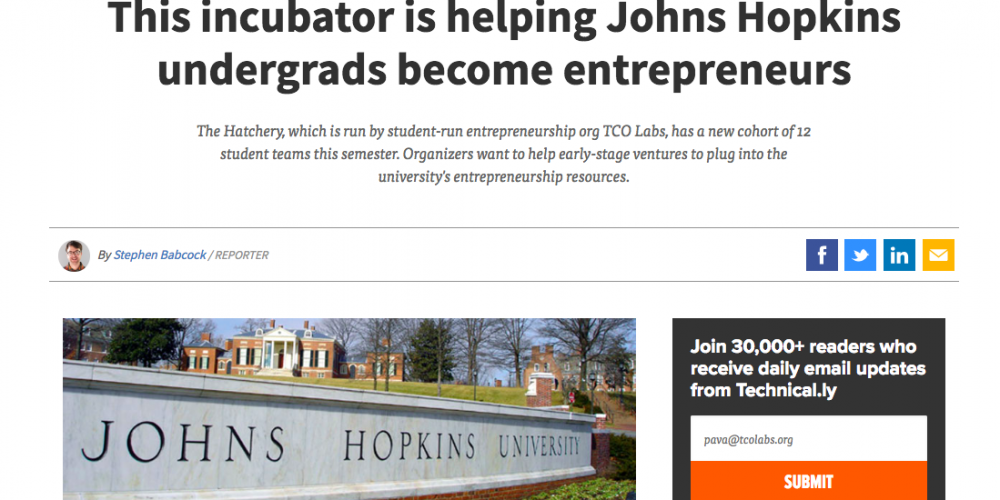 This incubator is helping Johns Hopkins
undergrads become entrepreneurs
The Hatchery, which is run by student-run entrepreneurship org TCO Labs, has a new cohort of 12
student teams this semester. Organizers want to help early-stage ventures to plug into the
university's entrepreneurship resources.
By Stephen Babcock / REPORTER
f
in
JOHNS HOPKINS UNIVERSITY
Join 30,000+ readers who
receive daily email updates
from Technical.ly
pava@tcolabs.org
SUBMIT